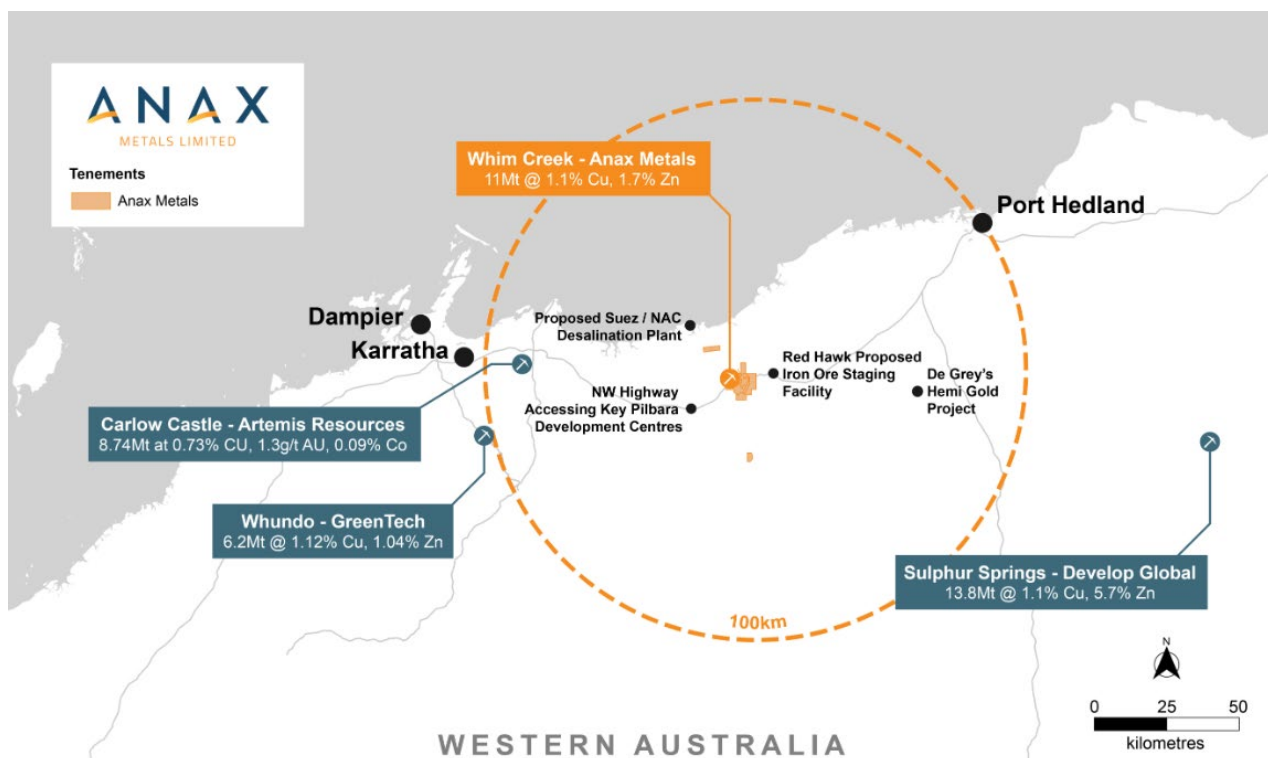 ANAX
METALS LIMITED
Tenements
Anax Metals
Whim Creek - Anax Metals
11Mt @ 1.1% Cu, 1.7% Zn
Port Hedland
Dampier
Karratha
Proposed Suez / NAC
Desalination Plant
Red Hawk Proposed
Iron Ore Staging
Facility
De Grey's
Hemi Gold
Project
NW Highway
Accessing Key Pilbara
Development Centres
Carlow Castle - Artemis Resources
8.74Mt at 0.73% CU, 1.3g/t AU, 0.09% Co
Whundo - GreenTech
6.2Mt @ 1.12% Cu, 1.04% Zn
Sulphur Springs - Develop Global
13.8Mt @ 1.1% Cu, 5.7% Zn
100km
N
0 25 50
kilometres
WESTERN AUSTRALIA